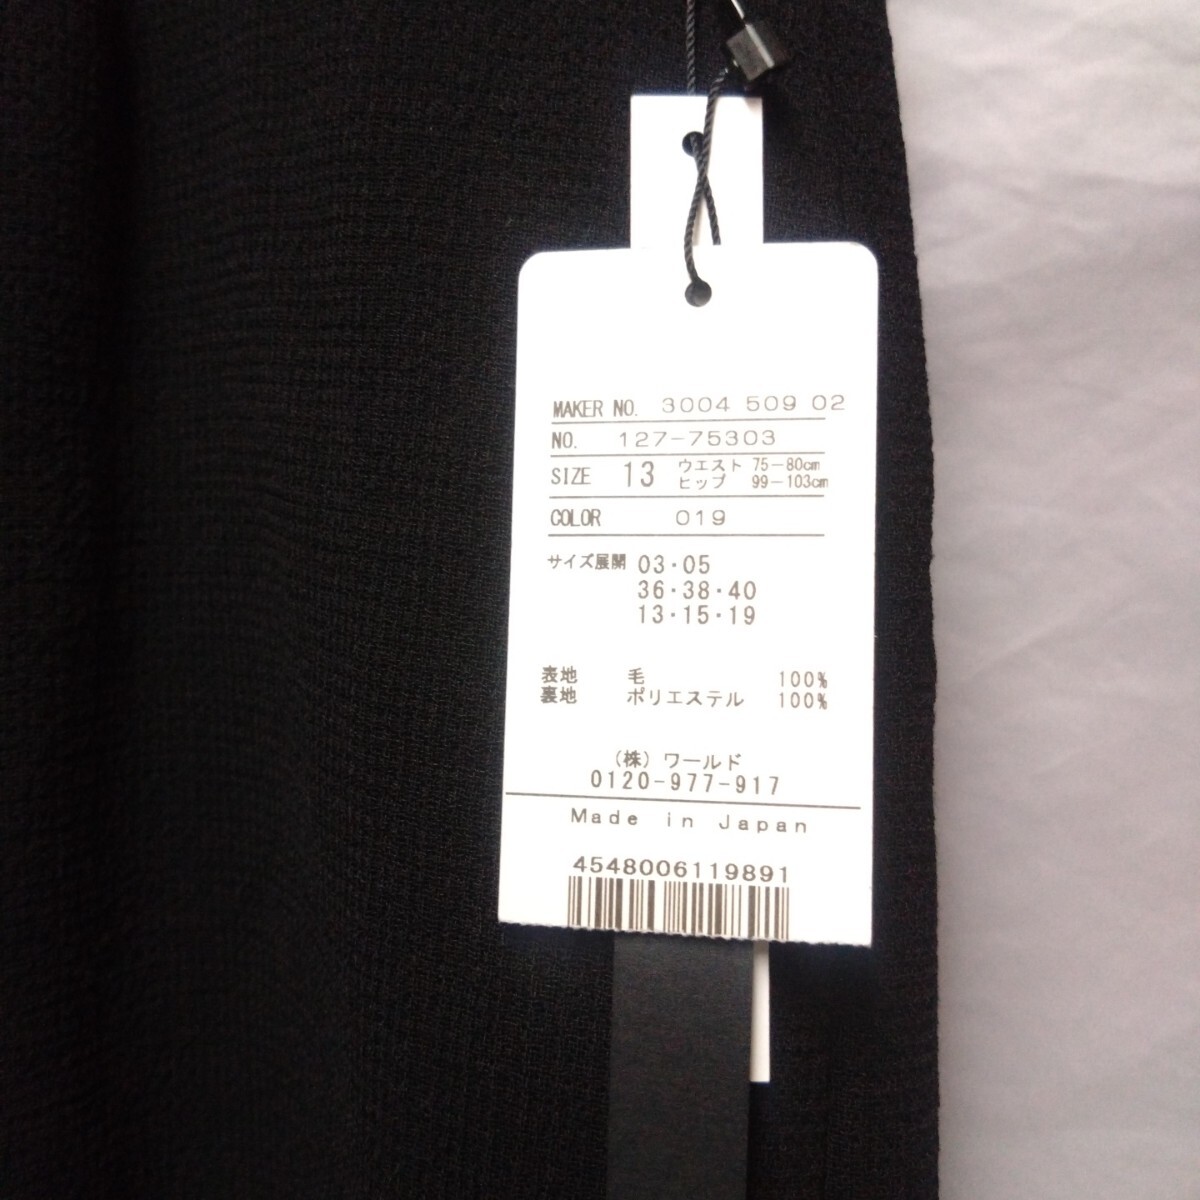 MAKER NO. 3004 509 02
NO. 127-75303
SIZE 13 ウエスト 75-80cm
ヒップ 99-103cm
COLOR 019
サイズ展開 03・05
36・38・40
13・15・19
表地 毛 100%
裏地 ポリエステル 100%
(株)ワールド
0120-977-917
Made in Japan
4548006119891